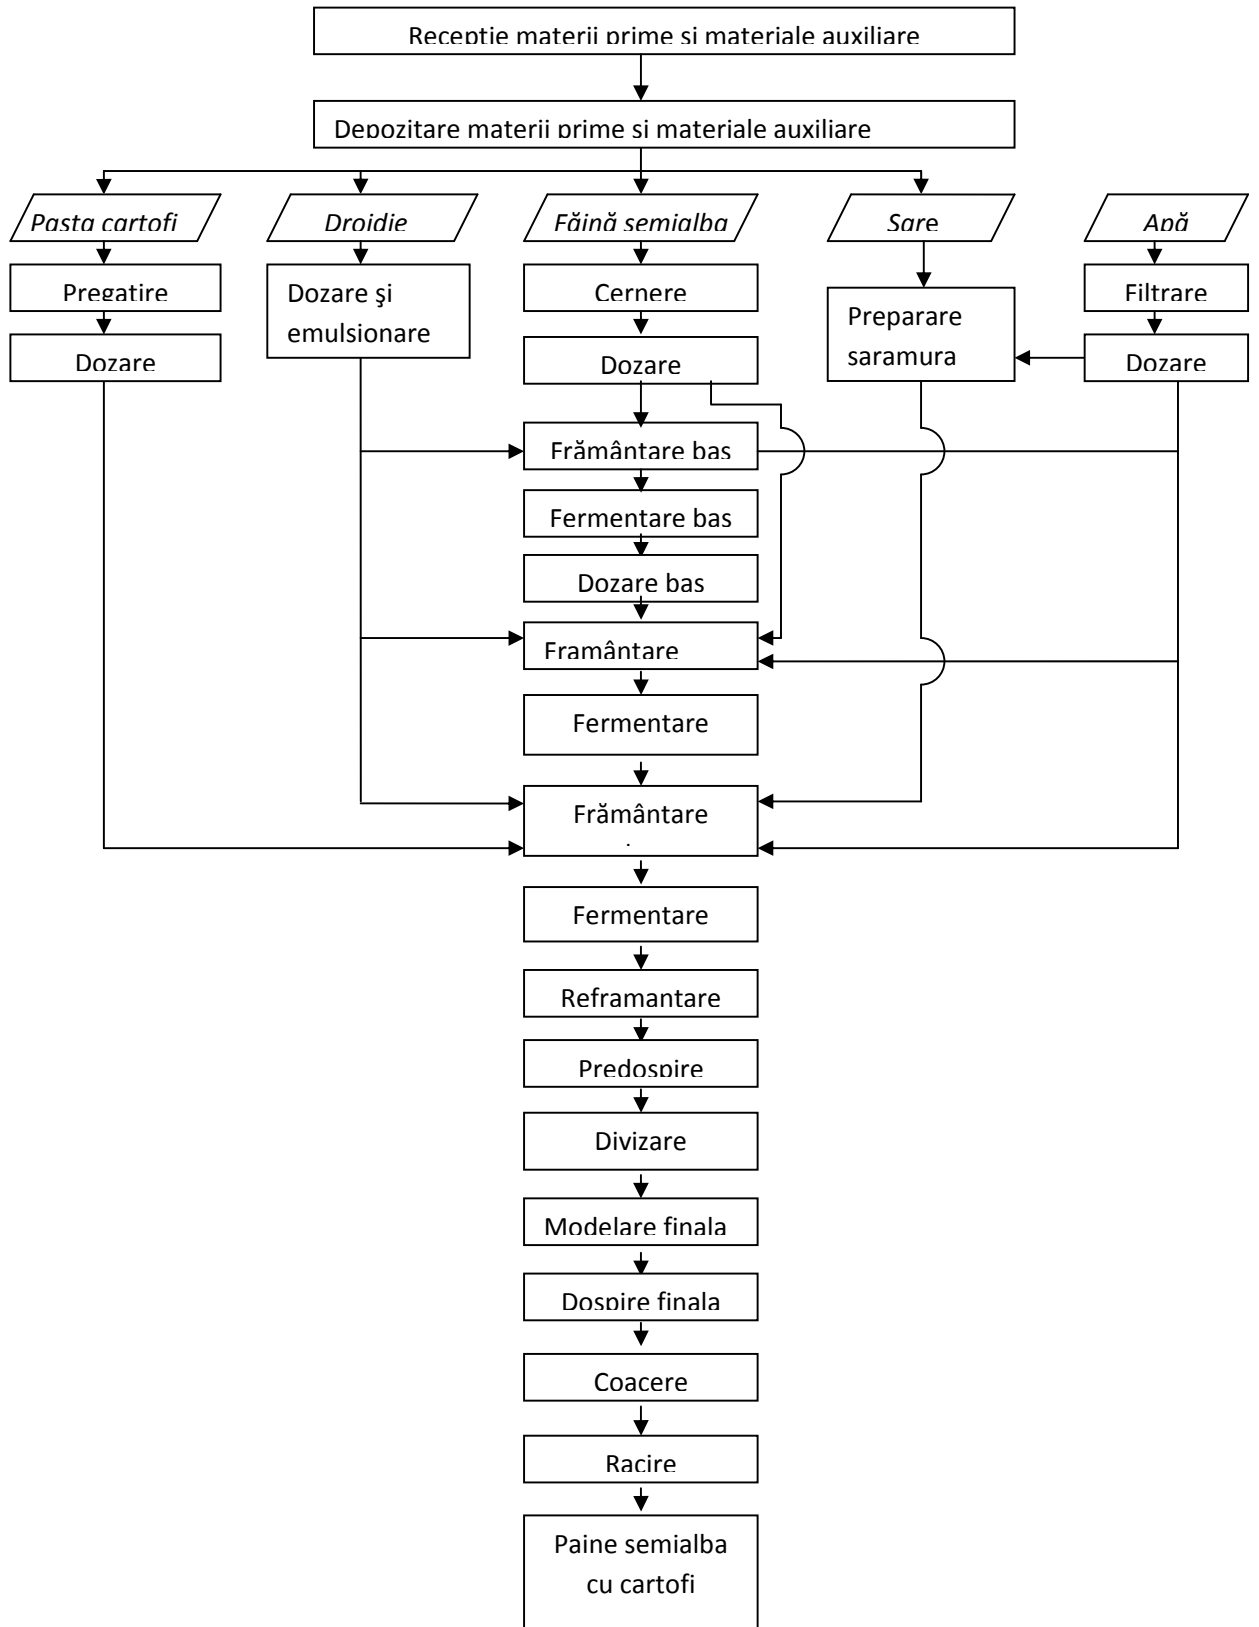 Receptie materii prime si materiale auxiliare
Depozitare materii prime si materiale auxiliare
Pasta cartofi
Droidie
Făină semialba
Sare
Apă
Pregatire
Dozare şi
emulsionare
Cernere
Preparare
saramura
Filtrare
Dozare
Dozare
Dozare
Frământare bas
Fermentare bas
Dozare bas
Framântare
Fermentare
Frământare
Fermentare
Reframantare
Predospire
Divizare
Modelare finala
Dospire finala
Coacere
Racire
Paine semialba
cu cartofi